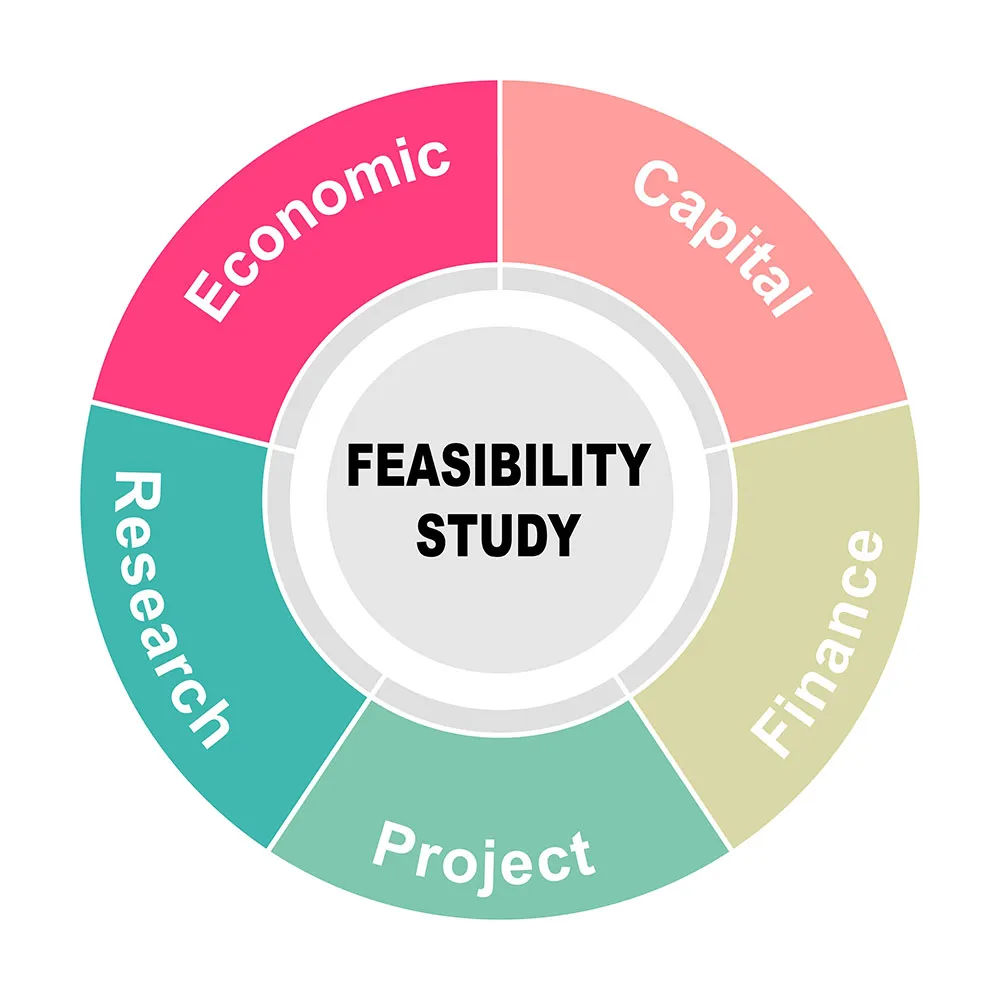 Economic
Capital
FEASIBILITY
STUDY
Research
Finance
Project